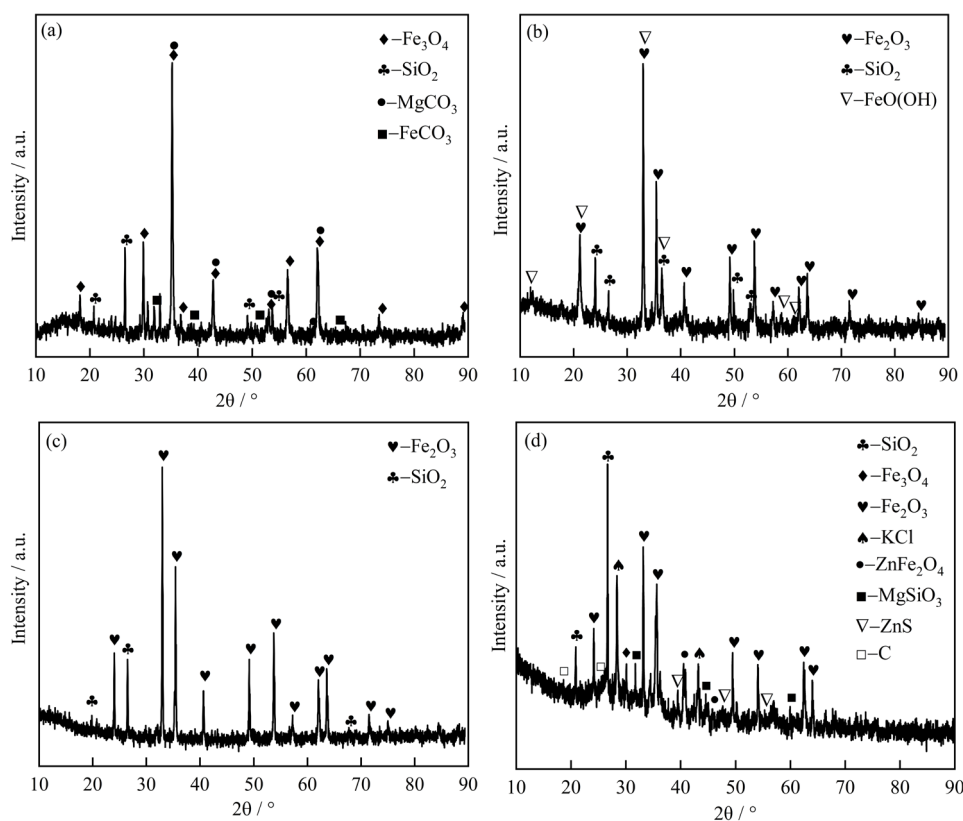 (a)
◆–Fe₃O₄
♣–SiO₂
●–MgCO₃
■–FeCO₃
Intensity / a.u.
10 20 30 40 50 60 70 80 90
2θ / °
(b)
♥–Fe₂O₃
♣–SiO₂
▽–FeO(OH)
Intensity / a.u.
10 20 30 40 50 60 70 80 90
2θ / °
(c)
♥–Fe₂O₃
♣–SiO₂
Intensity / a.u.
10 20 30 40 50 60 70 80 90
2θ / °
(d)
♣–SiO₂
◆–Fe₃O₄
♥–Fe₂O₃
♠–KCl
●–ZnFe₂O₄
■–MgSiO₃
▽–ZnS
□–C
Intensity / a.u.
10 20 30 40 50 60 70 80 90
2θ / °